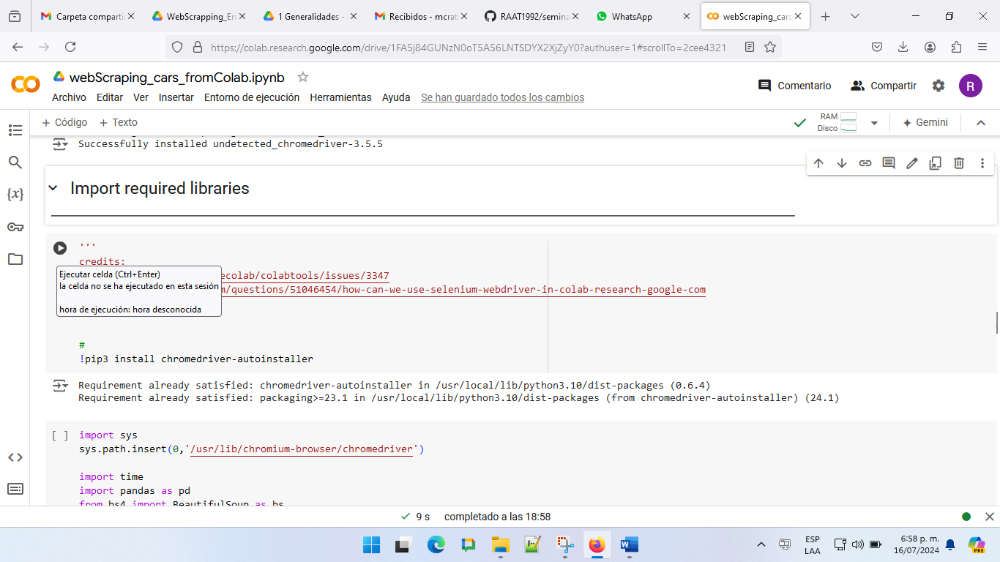 Carpeta comparti
WebScrapping_En
1 Generalidades -
Recibidos - mcrat
RAAT1992/semina
WhatsApp
webScraping_cars
https://colab.research.google.com/drive/1FA5j84GUNzN0oT5A56LNTSDYX2XjZyY0?authuser=1#scrollTo=2cee4321
webScraping_cars_fromColab.ipynb
Comentario
Compartir
R
Archivo Editar Ver Insertar Entorno de ejecución Herramientas Ayuda Se han guardado todos los cambios
+ Código + Texto
RAM
Disco
Gemini
Successfully installed undetected_chromedriver-3.5.5
Import required libraries
'''
credits:
ecolab/colabtools/issues/3347
m/questions/51046454/how-can-we-use-selenium-webdriver-in-colab-research-google-com
Ejecutar celda (Ctrl+Enter)
la celda no se ha ejecutado en esta sesión
hora de ejecución: hora desconocida
#
!pip3 install chromedriver-autoinstaller
Requirement already satisfied: chromedriver-autoinstaller in /usr/local/lib/python3.10/dist-packages (0.6.4)
Requirement already satisfied: packaging>=23.1 in /usr/local/lib/python3.10/dist-packages (from chromedriver-autoinstaller) (24.1)
[ ] import sys
sys.path.insert(0,'/usr/lib/chromium-browser/chromedriver')
import time
import pandas as pd
from bs4 import BeautifulSoup as bs
9 s completado a las 18:58
ESP
LAA
6:58 p. m.
16/07/2024
PRE